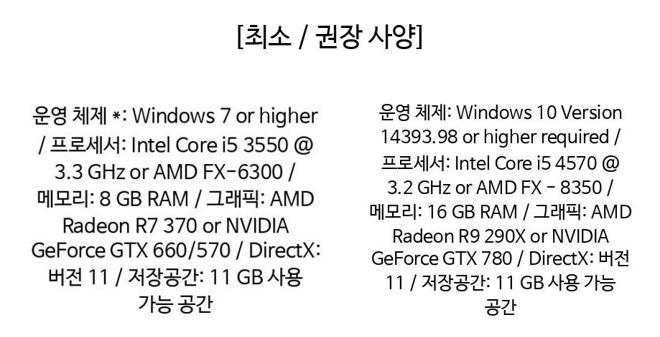 [최소 / 권장 사양]
운영 체제 *: Windows 7 or higher
/ 프로세서: Intel Core i5 3550 @
3.3 GHz or AMD FX-6300 /
메모리: 8 GB RAM / 그래픽: AMD
Radeon R7 370 or NVIDIA
GeForce GTX 660/570 / DirectX:
버전 11 / 저장공간: 11 GB 사용
가능 공간
운영 체제: Windows 10 Version
14393.98 or higher required /
프로세서: Intel Core i5 4570 @
3.2 GHz or AMD FX - 8350 /
메모리: 16 GB RAM / 그래픽: AMD
Radeon R9 290X or NVIDIA
GeForce GTX 780 / DirectX: 버전
11 / 저장공간: 11 GB 사용 가능
공간